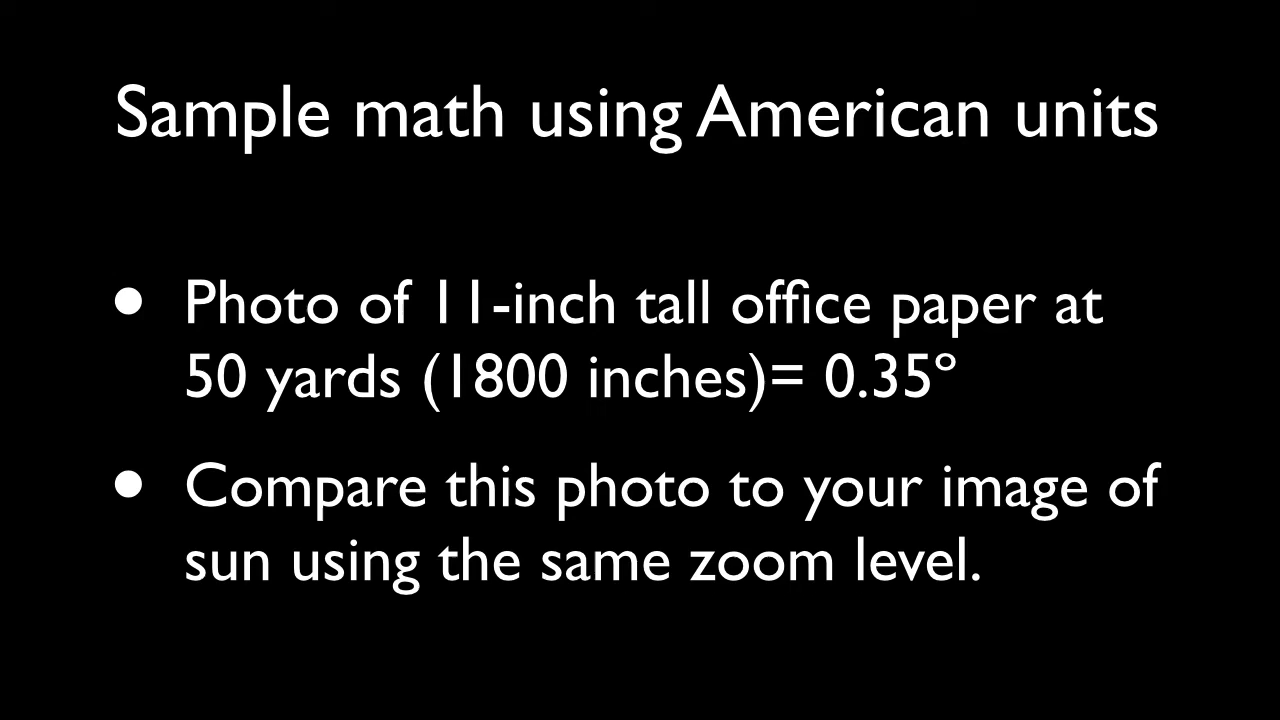 Sample math using American units
• Photo of 11-inch tall office paper at
50 yards (1800 inches)= 0.35º
• Compare this photo to your image of
sun using the same zoom level.